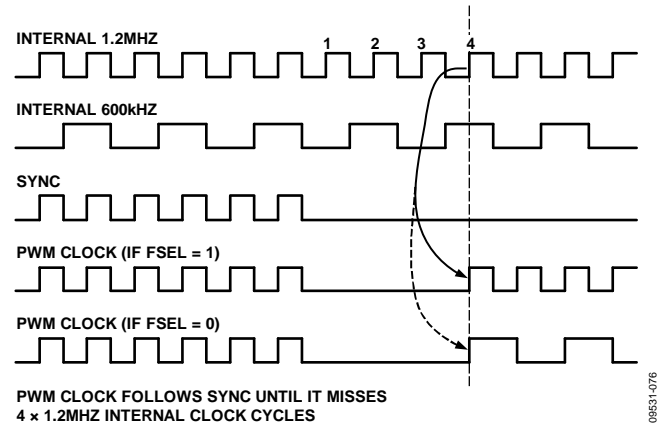 INTERNAL 1.2MHZ
1 2 3 4
INTERNAL 600kHZ
SYNC
PWM CLOCK (IF FSEL = 1)
PWM CLOCK (IF FSEL = 0)
PWM CLOCK FOLLOWS SYNC UNTIL IT MISSES
4 × 1.2MHZ INTERNAL CLOCK CYCLES
09531-076